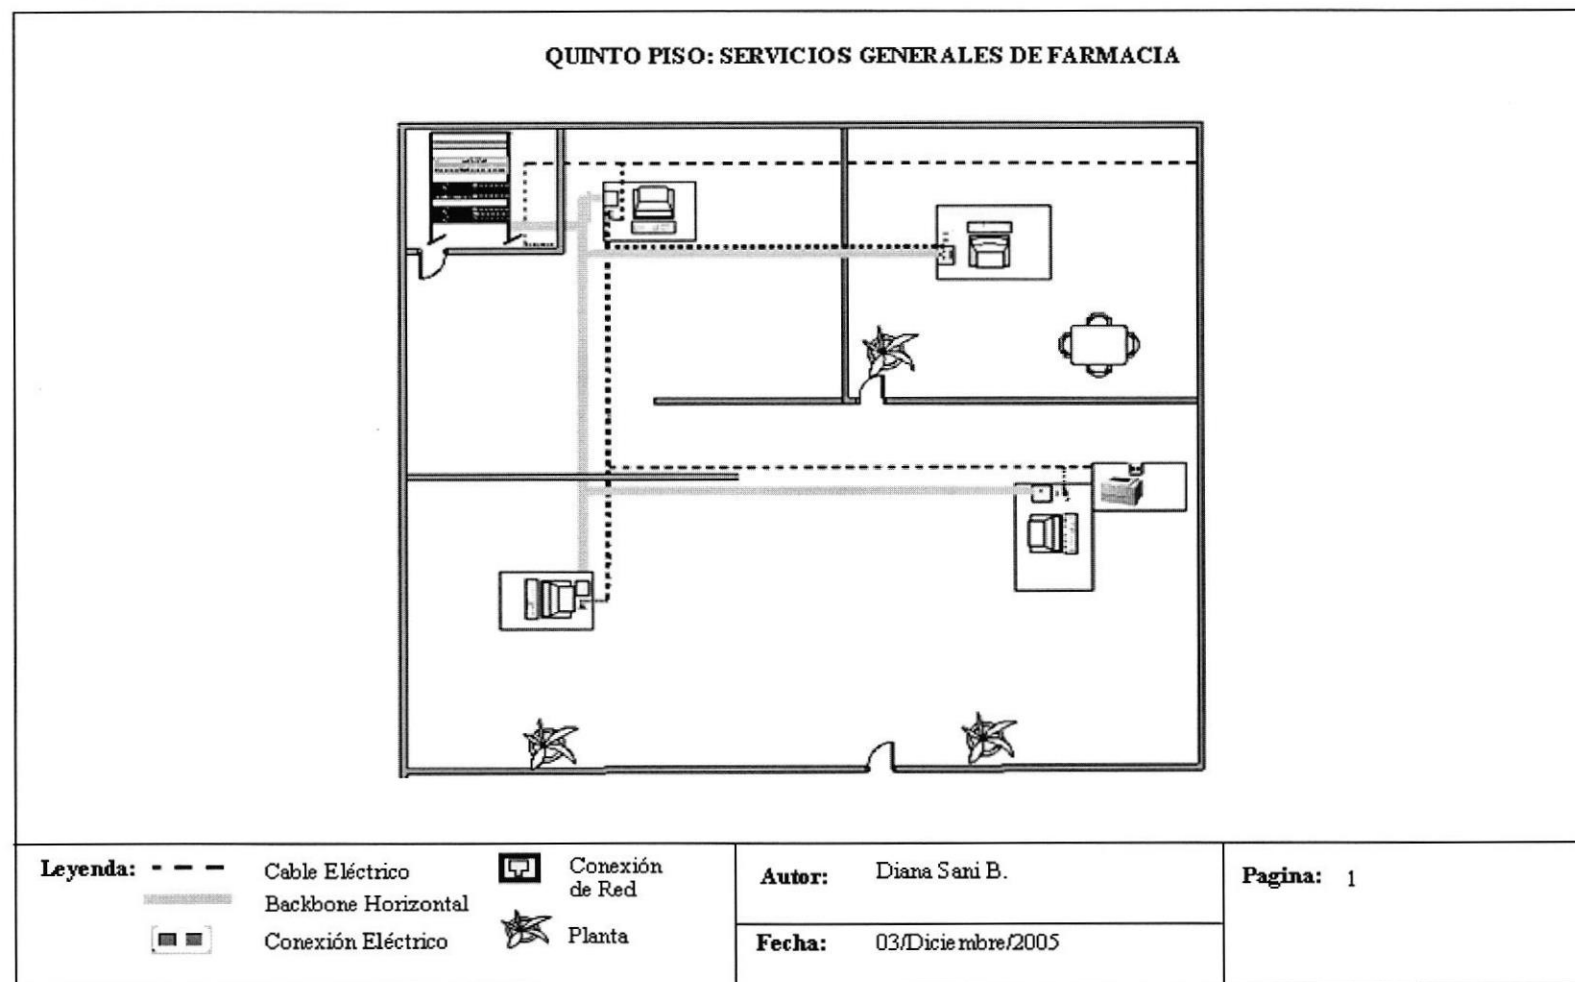 QUINTO PISO: SERVICIOS GENERALES DE FARMACIA
Leyenda:
Cable Eléctrico
Backbone Horizontal
Conexión Eléctrico
Conexión
de Red
Planta
Autor: Diana Sani B.
Fecha: 03/Diciembre/2005
Pagina: 1